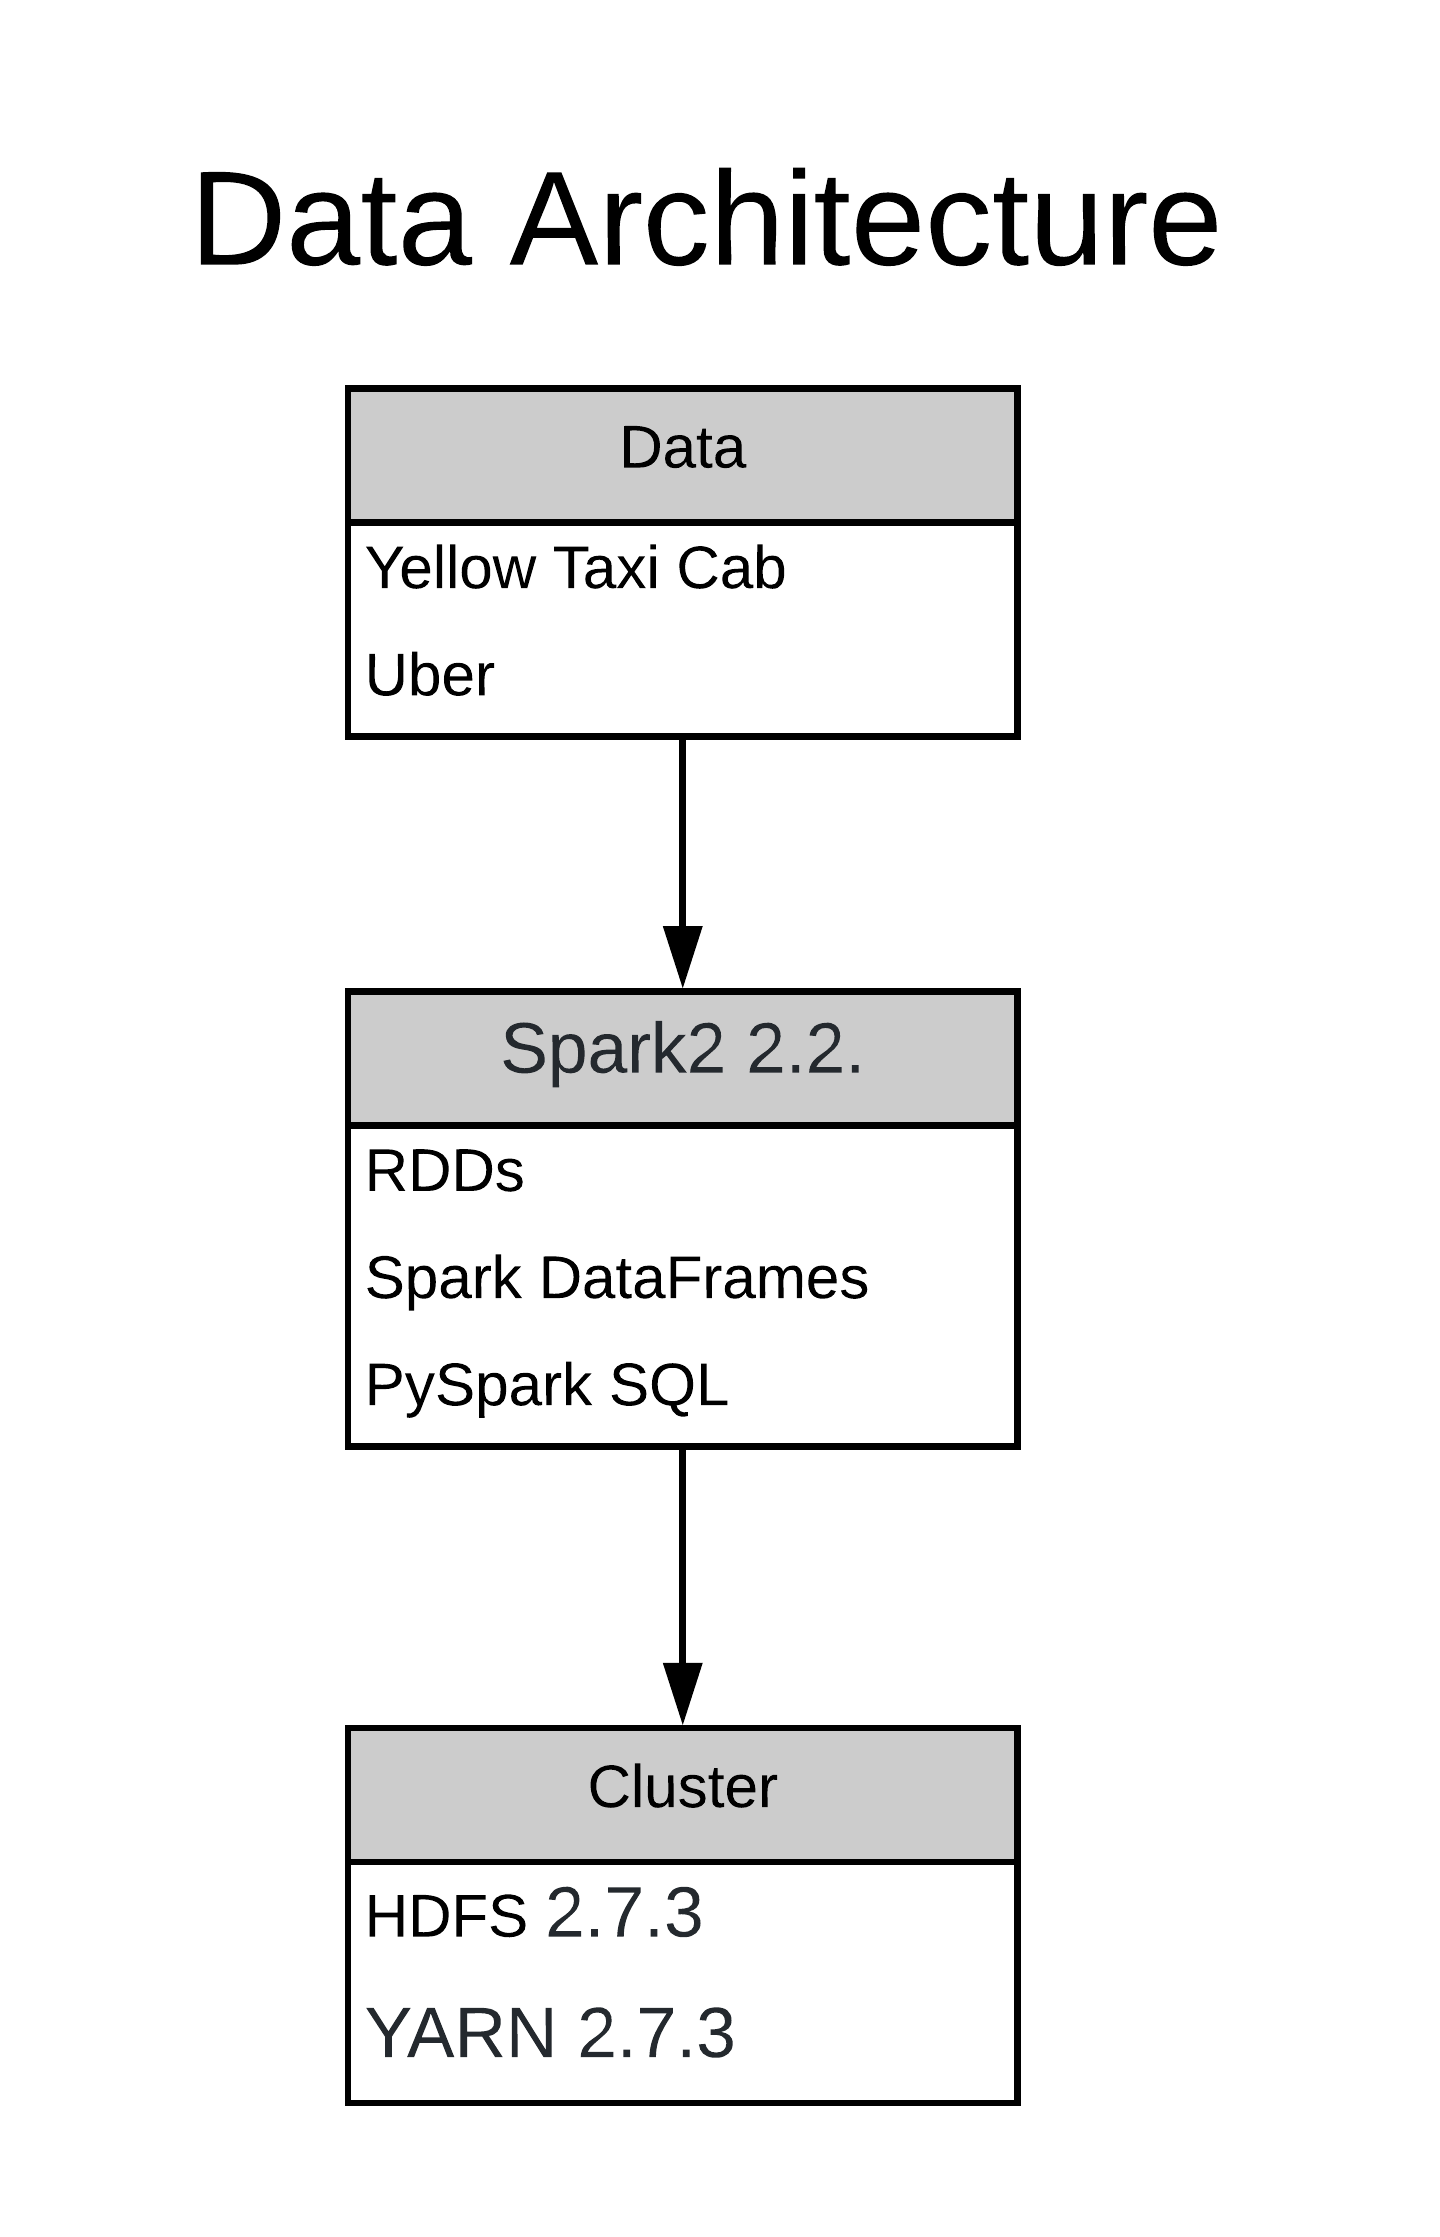 Data Architecture
Data
Yellow Taxi Cab
Uber
Spark2 2.2.
RDDs
Spark DataFrames
PySpark SQL
Cluster
HDFS 2.7.3
YARN 2.7.3